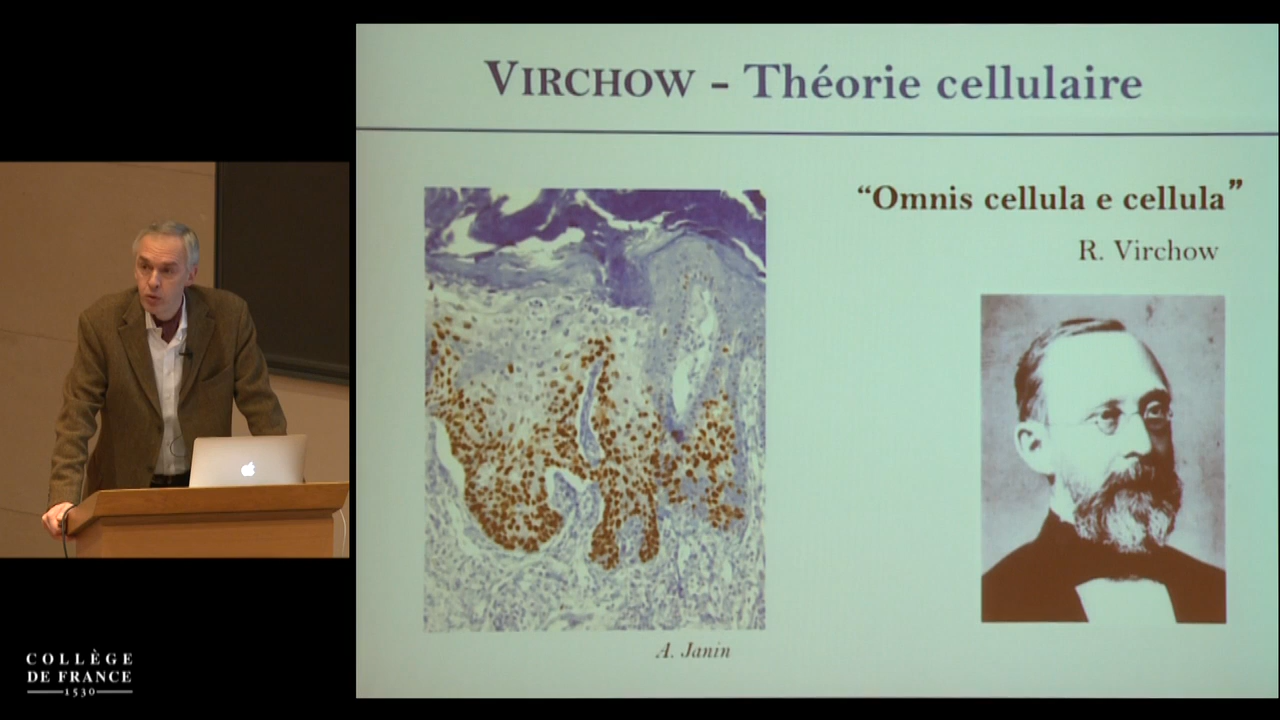 VIRCHOW – Théorie cellulaire
“Omnis cellula e cellula”
R. Virchow
A. Janin
COLLÈGE
DE FRANCE
1530